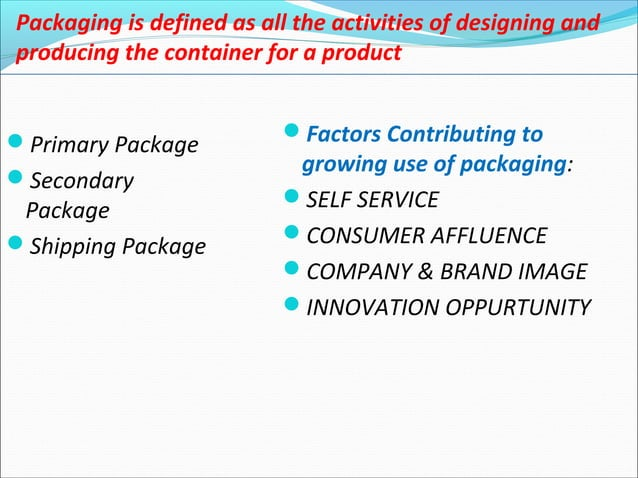 Packaging is defined as all the activities of designing and
producing the container for a product
Primary Package
Secondary
Package
Shipping Package
Factors Contributing to
growing use of packaging:
SELF SERVICE
CONSUMER AFFLUENCE
COMPANY & BRAND IMAGE
INNOVATION OPPURTUNITY